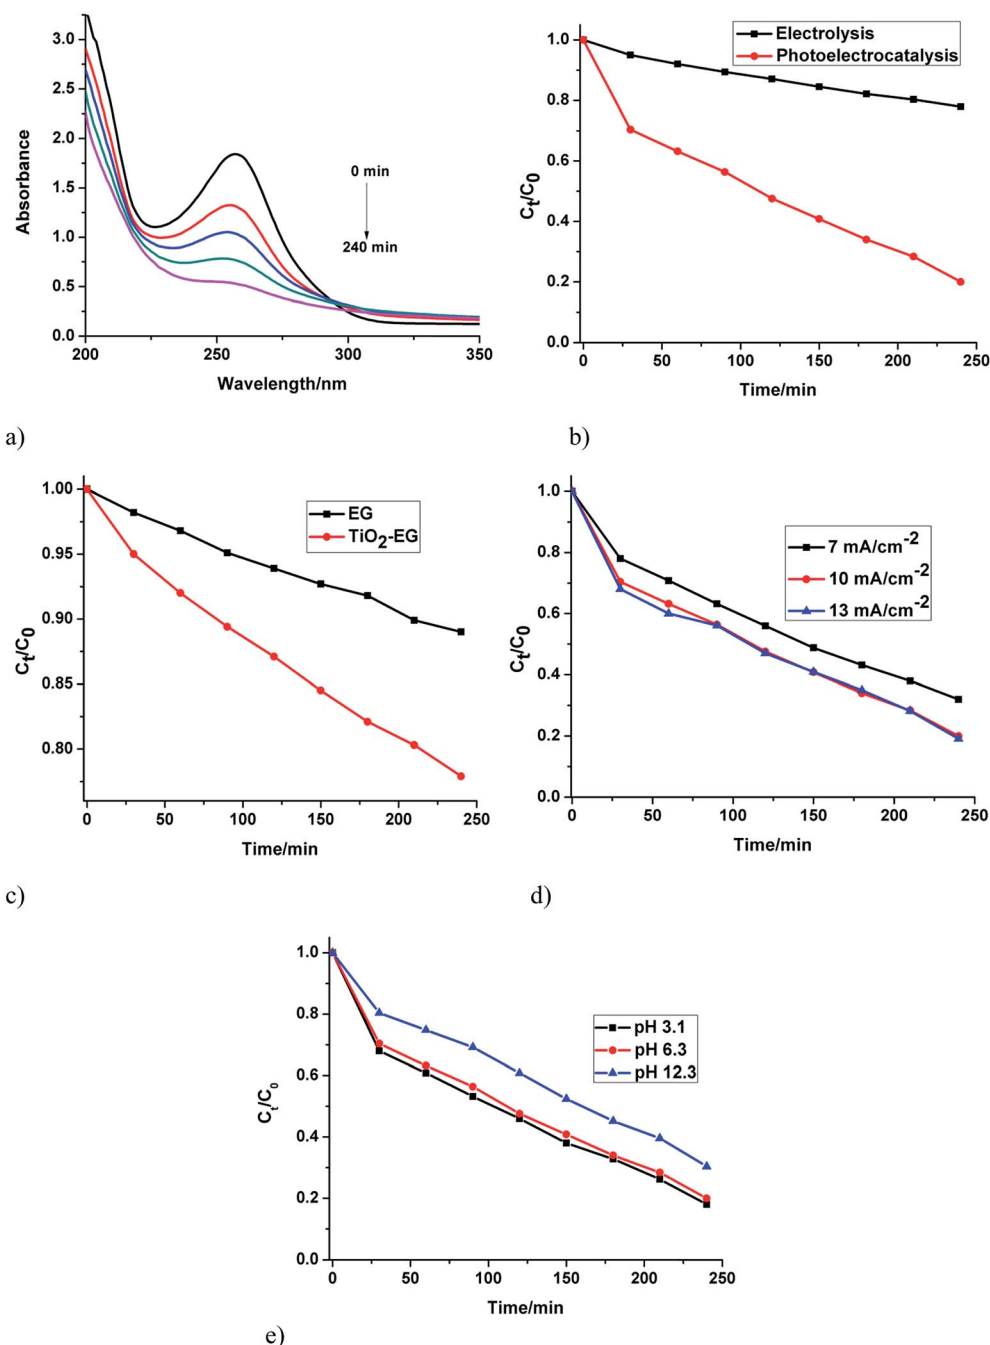 3.0
2.5
2.0
1.5
1.0
0.5
0.0
200
250
300
350
Absorbance
Wavelength/nm
0 min
240 min
a)
1.0
0.8
0.6
0.4
0.2
0.0
0
50
100
150
200
250
Ct/C0
Time/min
Electrolysis
Photoelectrocatalysis
b)
1.00
0.95
0.90
0.85
0.80
0
50
100
150
200
250
Ct/C0
Time/min
EG
TiO2-EG
c)
1.0
0.8
0.6
0.4
0.2
0.0
0
50
100
150
200
250
Ct/C0
Time/min
7 mA/cm-2
10 mA/cm-2
13 mA/cm-2
d)
1.0
0.8
0.6
0.4
0.2
0.0
0
50
100
150
200
250
Ct/C0
Time/min
pH 3.1
pH 6.3
pH 12.3
e)